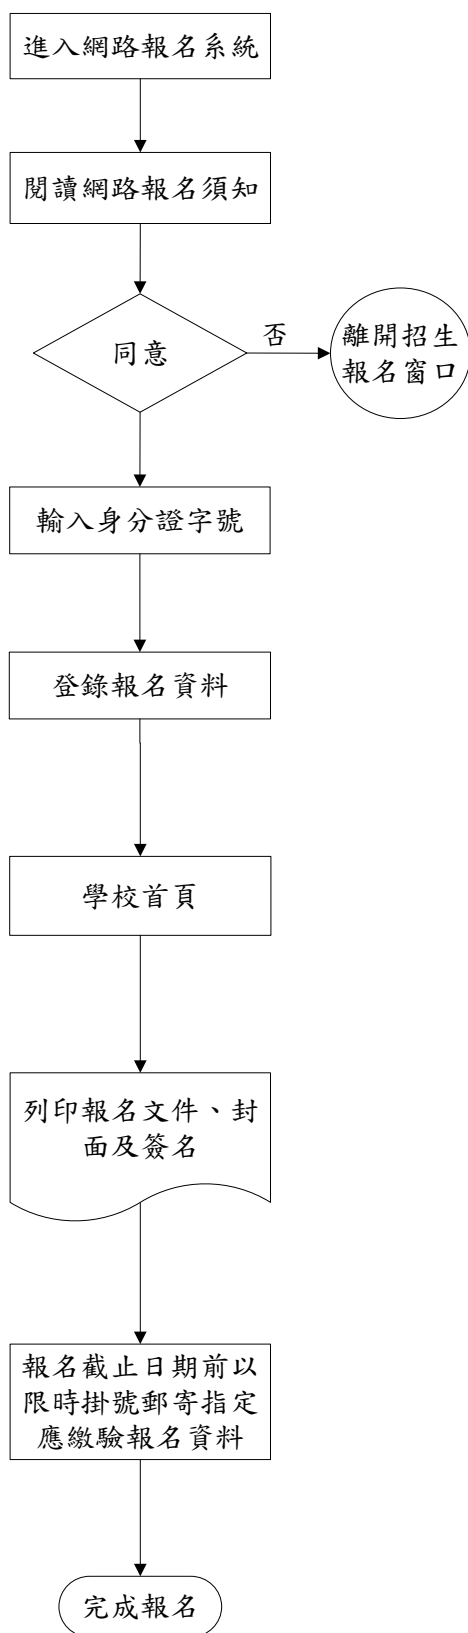 進入網路報名系統
閱讀網路報名須知
同意
否
離開招生
報名窗口
輸入身分證字號
登錄報名資料
學校首頁
列印報名文件、封
面及簽名
報名截止日期前以
限時掛號郵寄指定
應繳驗報名資料
完成報名